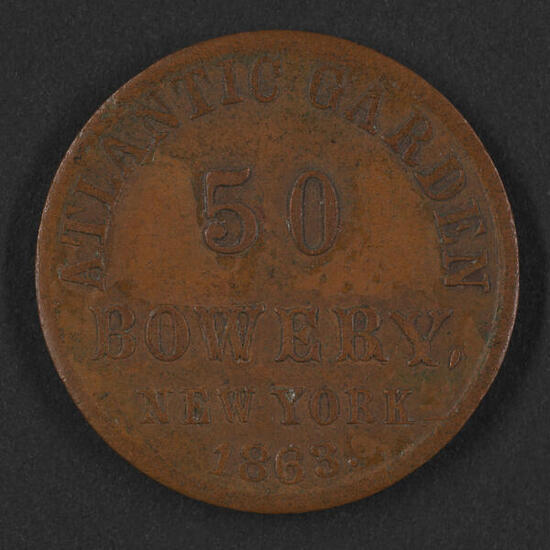 ATLANTIC GARDEN
50
BOWERY,
NEW YORK
1863.